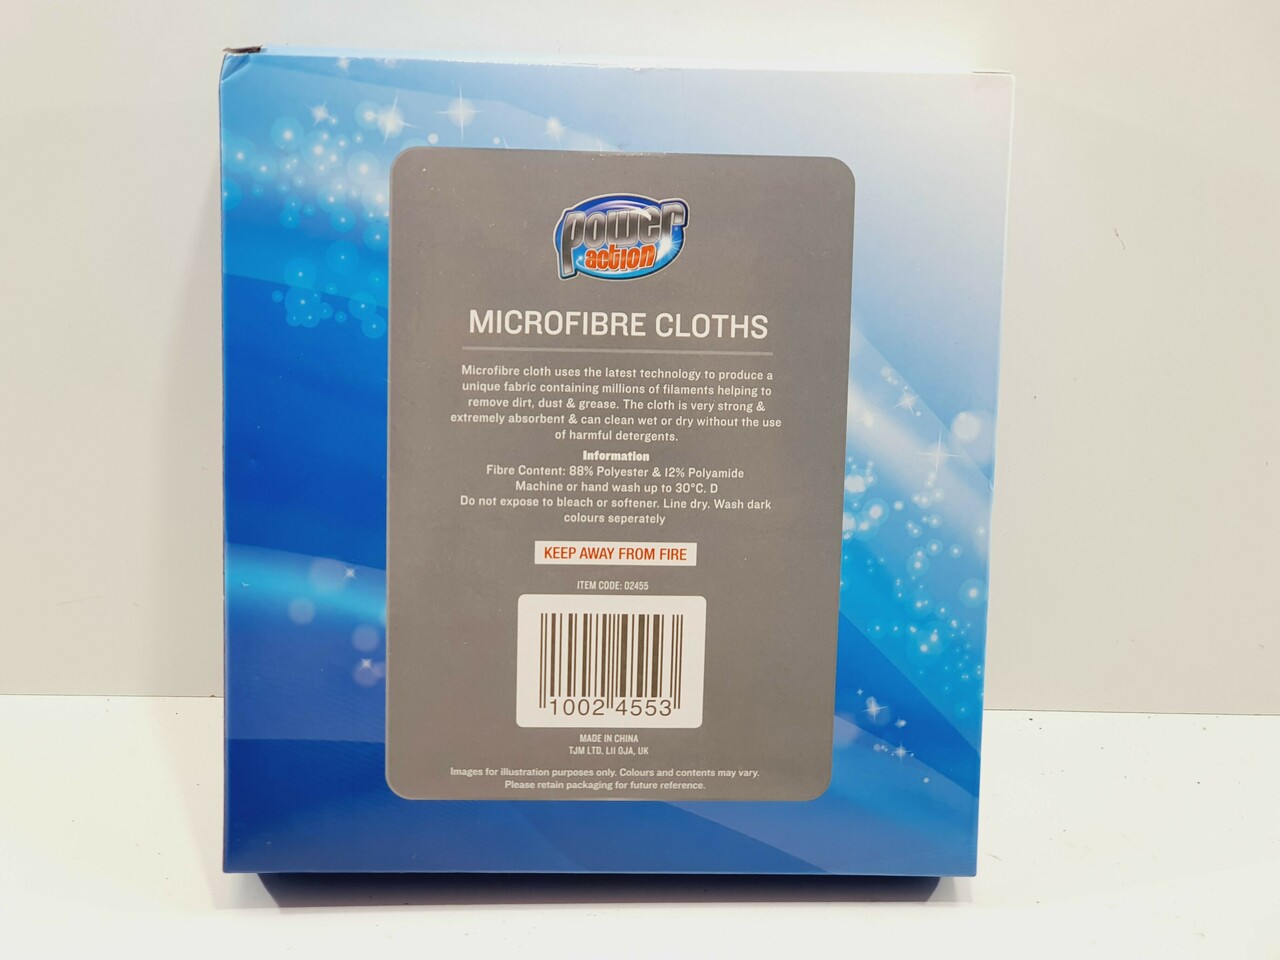 power
action
MICROFIBRE CLOTHS
Microfibre cloth uses the latest technology to produce a
unique fabric containing millions of filaments helping to
remove dirt, dust & grease. The cloth is very strong &
extremely absorbent & can clean wet or dry without the use
of harmful detergents.
Information
Fibre Content: 88% Polyester & 12% Polyamide
Machine or hand wash up to 30°C. D
Do not expose to bleach or softener. Line dry. Wash dark
colours seperately
KEEP AWAY FROM FIRE
ITEM CODE: 02455
1002 4553
MADE IN CHINA
TJM LTD. L11 0JA, UK
Images for illustration purposes only. Colours and contents may vary.
Please retain packaging for future reference.